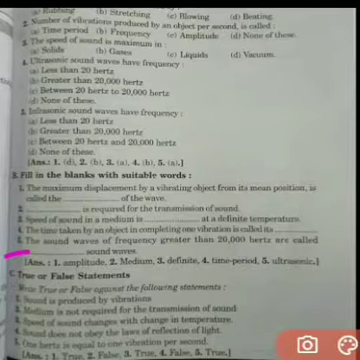 (a) Rubbing (b) Stretching (c) Blowing (d) Beating.
2. Number of vibrations produced by an object per second, is called :
(a) Time period (b) Frequency (c) Amplitude (d) None of these.
3. The speed of sound is maximum in :
(a) Solids (b) Gases (c) Liquids (d) Vacuum.
4. Ultrasonic sound waves have frequency :
(a) Less than 20 hertz
(b) Greater than 20,000 hertz
(c) Between 20 hertz to 20,000 hertz
(d) None of these.
5. Infrasonic sound waves have frequency :
(a) Less than 20 hertz
(b) Greater than 20,000 hertz
(c) Between 20 hertz and 20,000 hertz
(d) None of these.
[Ans.: 1. (d), 2. (b), 3. (a), 4. (b), 5. (a).]
B. Fill in the blanks with suitable words :
1. The maximum displacement by a vibrating object from its mean position, is
called the .................... of the wave.
2. .................... is required for the transmission of sound.
3. Speed of sound in a medium is .................... at a definite temperature.
4. The time taken by an object in completing one vibration is called its ....................
5. The sound waves of frequency greater than 20,000 hertz are called
.................... sound waves.
[Ans. : 1. amplitude, 2. Medium, 3. definite, 4. time-period, 5. ultrasonic.]
C. True or False Statements
Write True or False against the following statements :
1. Sound is produced by vibrations
2. Medium is not required for the transmission of sound.
3. Speed of sound changes with change in temperature.
4. Sound does not obey the laws of reflection of light.
5. One hertz is equal to one vibration per second.
[Ans.: 1. True, 2. False, 3. True, 4. False, 5. True.]